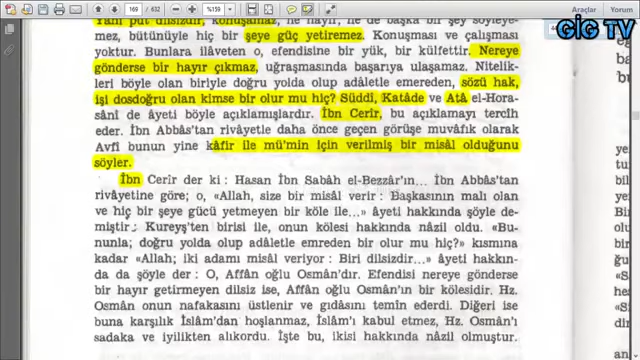 169 / 632
%159
Araçlar
Yorum
GİG TV
Yani put dilsizdir, konuşamaz, ne hayır, ne de başka bir şey söyleye-
mez, bütünüyle hiç bir şeye güç yetiremez. Konuşması ve çalışması
yoktur. Bunlara ilâveten o, efendisine bir yük, bir külfettir. Nereye
gönderse bir hayır çıkmaz, uğraşmasında başarıya ulaşamaz. Nitelik-
leri böyle olan biriyle doğru yolda olup adâletle emereden, sözü hak,
işi dosdoğru olan kimse bir olur mu hiç? Süddî, Katâde ve Atâ el-Hora-
sânî de âyeti böyle açıklamışlardır. İbn Cerîr, bu açıklamayı tercîh
eder. İbn Abbâs'tan rivâyetle daha önce geçen görüşe muvâfık olarak
Avfî bunun yine kâfir ile mü'min için verilmiş bir misâl olduğunu
söyler.
İbn Cerîr der ki : Hasan İbn Sabâh el-Bezzâr'ın... İbn Abbâs'tan
rivâyetine göre; o, «Allah, size bir misâl verir : Başkasının malı olan
ve hiç bir şeye gücü yetmeyen bir köle ile...» âyeti hakkında şöyle de-
miştir : Kureyş'ten birisi ile, onun kölesi hakkında nâzil oldu. «Bu-
nunla; doğru yolda olup adâletle emreden bir olur mu hiç?» kısmına
kadar «Allah; iki adamı misâl veriyor : Biri dilsizdir...» âyeti hakkın-
da da şöyle der : O, Affân oğlu Osmân'dır. Efendisi nereye gönderse
bir hayır getirmeyen dilsiz ise, Affân oğlu Osmân'ın bir kölesidir. Hz.
Osmân onun nafakasını üstlenir ve gıdâsını temîn ederdi. Diğeri ise
buna karşılık İslâm'dan hoşlanmaz, İslâm'ı kabul etmez, Hz. Osmân'ı
sadaka ve iyilikten alıkordu. İşte bu, ikisi hakkında nâzil olmuştur.